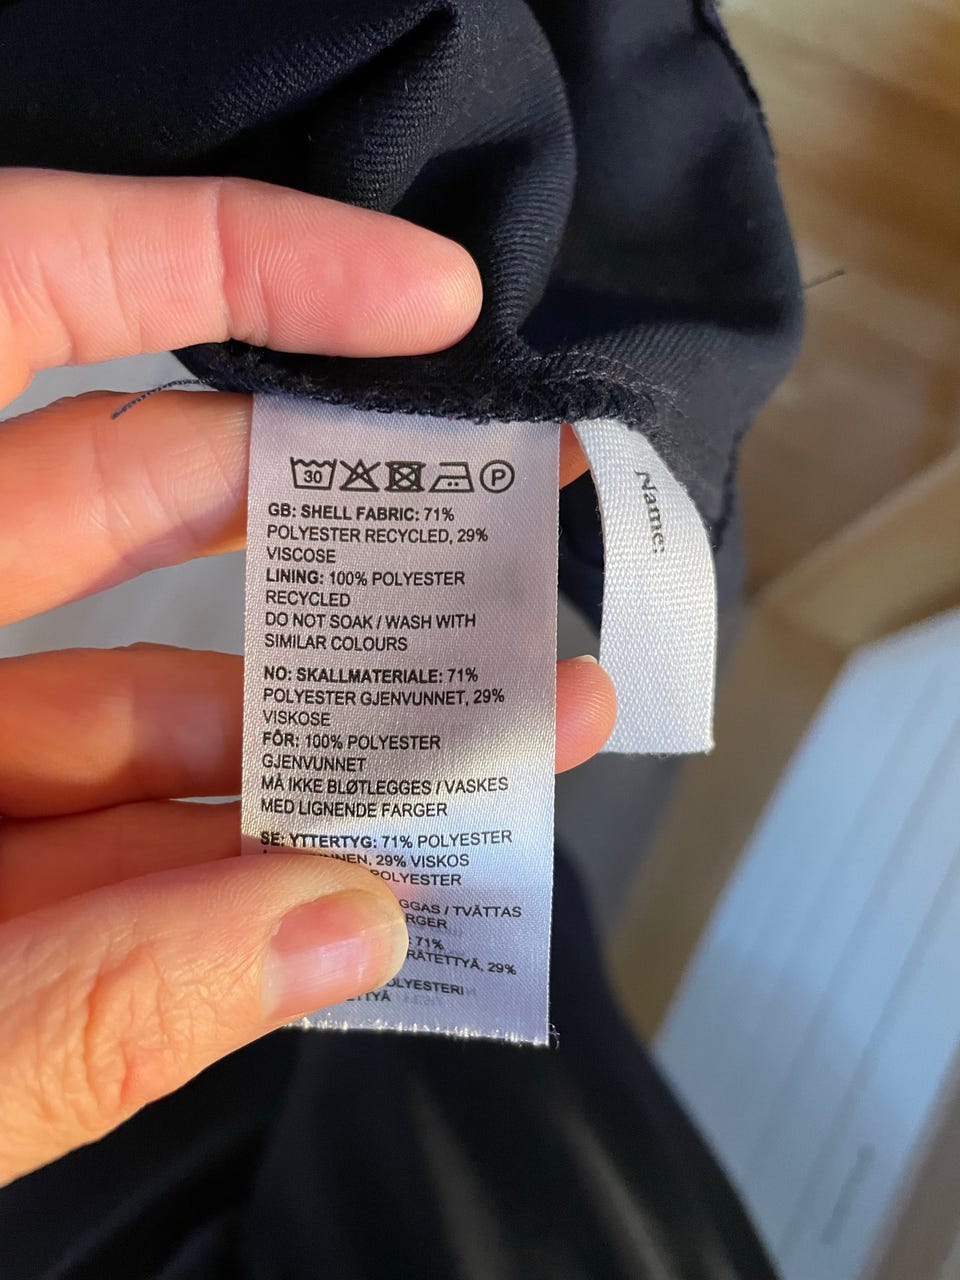 30 P
GB: SHELL FABRIC: 71%
POLYESTER RECYCLED, 29%
VISCOSE
LINING: 100% POLYESTER
RECYCLED
DO NOT SOAK / WASH WITH
SIMILAR COLOURS
NO: SKALLMATERIALE: 71%
POLYESTER GJENVUNNET, 29%
VISKOSE
FÔR: 100% POLYESTER
GJENVUNNET
MÅ IKKE BLØTLEGGES / VASKES
MED LIGNENDE FARGER
SE: YTTERTYG: 71% POLYESTER
29% VISKOS
POLYESTER
/ TVÄTTAS
71%
29%
Name: